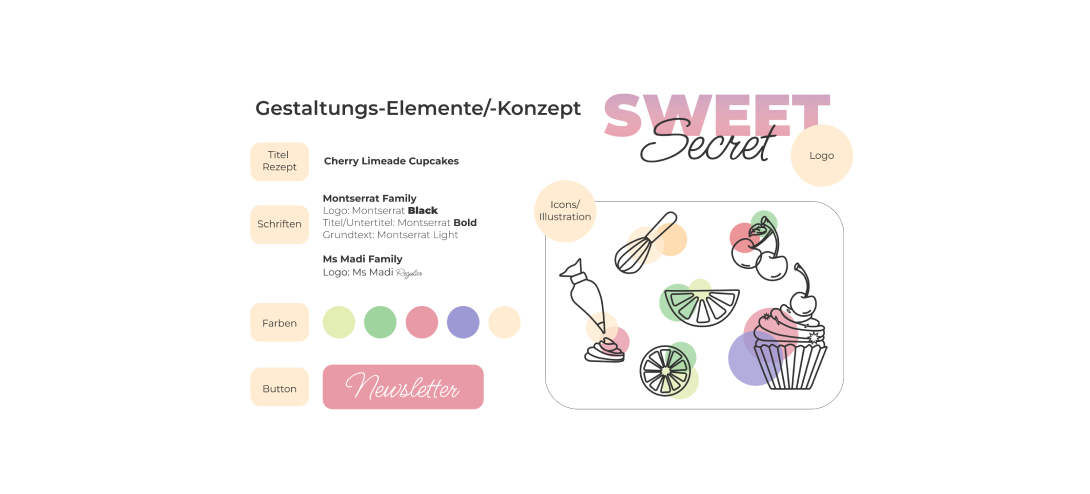 Gestaltungs-Elemente/-Konzept
SWEET
Secret
Logo
Titel
Rezept
Cherry Limeade Cupcakes
Schriften
Montserrat Family
Logo: Montserrat Black
Titel/Untertitel: Montserrat Bold
Grundtext: Montserrat Light
Ms Madi Family
Logo: Ms Madi Regular
Farben
Button
Newsletter
Icons/
Illustration